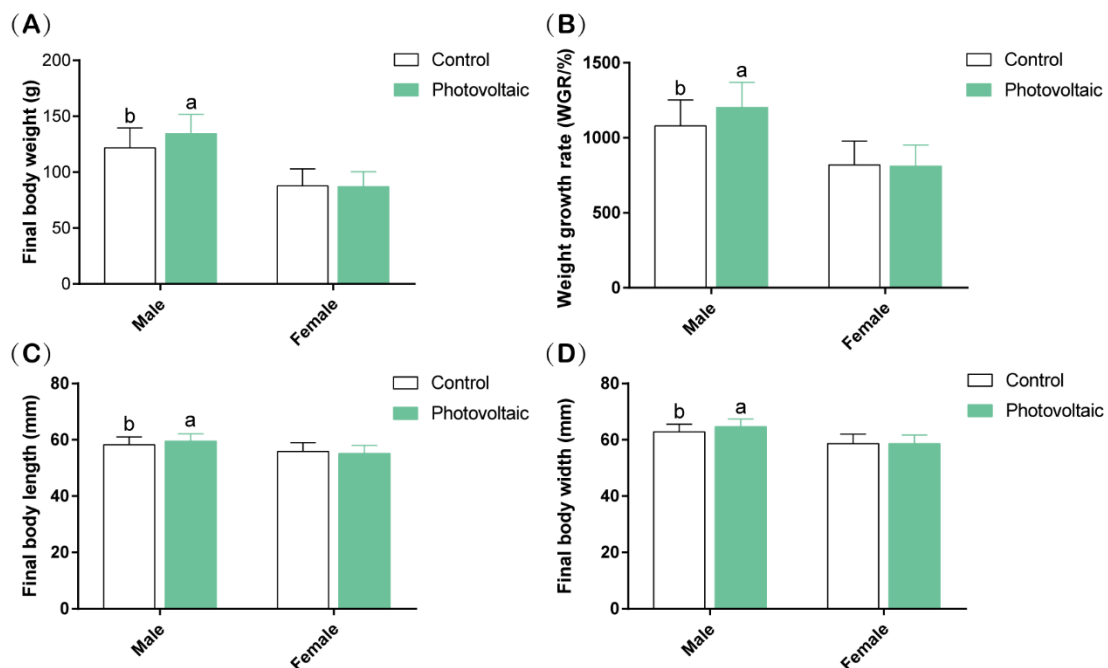 (A)
Final body weight (g)
200
150
100
50
0
b
a
Male
Female
Control
Photovoltaic
(B)
Weight growth rate (WGR/%)
1500
1000
500
0
b
a
Male
Female
Control
Photovoltaic
(C)
Final body length (mm)
80
60
40
20
0
b
a
Male
Female
Control
Photovoltaic
(D)
Final body width (mm)
80
60
40
20
0
b
a
Male
Female
Control
Photovoltaic